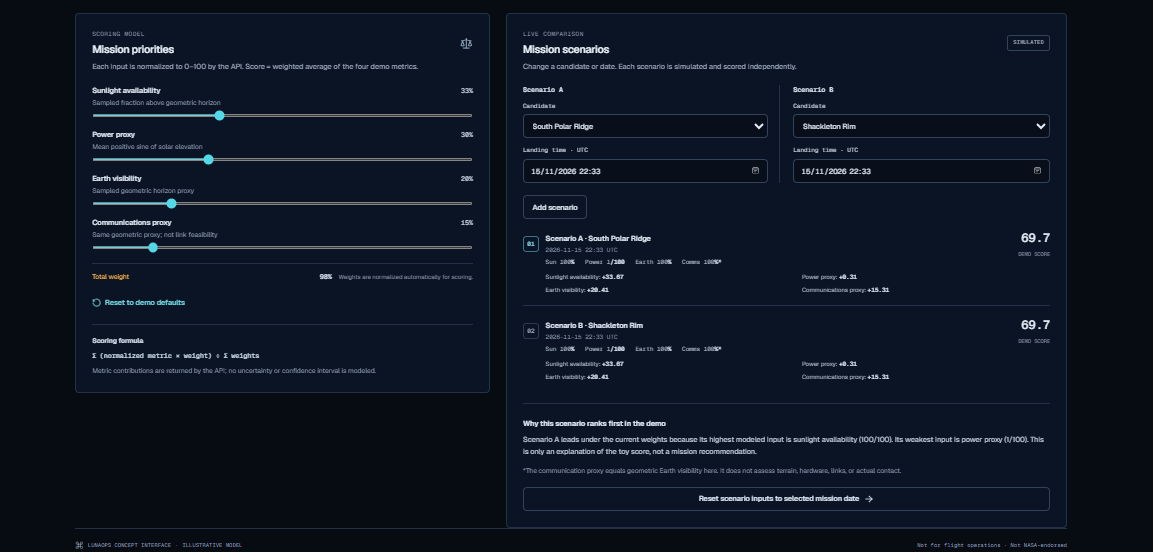 SCORING MODEL
Mission priorities
Each input is normalized to 0–100 by the API. Score = weighted average of the four demo metrics.
Sunlight availability 33%
Sampled fraction above geometric horizon
Power proxy 30%
Mean positive sine of solar elevation
Earth visibility 20%
Sampled geometric horizon proxy
Communications proxy 15%
Same geometric proxy; not link feasibility
Total weight 98% Weights are normalized automatically for scoring.
Reset to demo defaults
Scoring formula
Σ (normalized metric × weight) ÷ Σ weights
Metric contributions are returned by the API; no uncertainty or confidence interval is modeled.
LIVE COMPARISON
Mission scenarios
SIMULATED
Change a candidate or date. Each scenario is simulated and scored independently.
Scenario A
Candidate
South Polar Ridge
Landing time · UTC
15/11/2026 22:33
Scenario B
Candidate
Shackleton Rim
Landing time · UTC
15/11/2026 22:33
Add scenario
01 Scenario A · South Polar Ridge 69.7
2026-11-15 22:33 UTC DEMO SCORE
Sun 100% Power 1/100 Earth 100% Comms 100%*
Sunlight availability: +33.67 Power proxy: +0.31
Earth visibility: +20.41 Communications proxy: +15.31
02 Scenario B · Shackleton Rim 69.7
2026-11-15 22:33 UTC DEMO SCORE
Sun 100% Power 1/100 Earth 100% Comms 100%*
Sunlight availability: +33.67 Power proxy: +0.31
Earth visibility: +20.41 Communications proxy: +15.31
Why this scenario ranks first in the demo
Scenario A leads under the current weights because its highest modeled input is sunlight availability (100/100). Its weakest input is power proxy (1/100). This
is only an explanation of the toy score, not a mission recommendation.
*The communication proxy equals geometric Earth visibility here. It does not assess terrain, hardware, links, or actual contact.
Reset scenario inputs to selected mission date →
LUNAOPS CONCEPT INTERFACE · ILLUSTRATIVE MODEL
Not for flight operations · Not NASA-endorsed